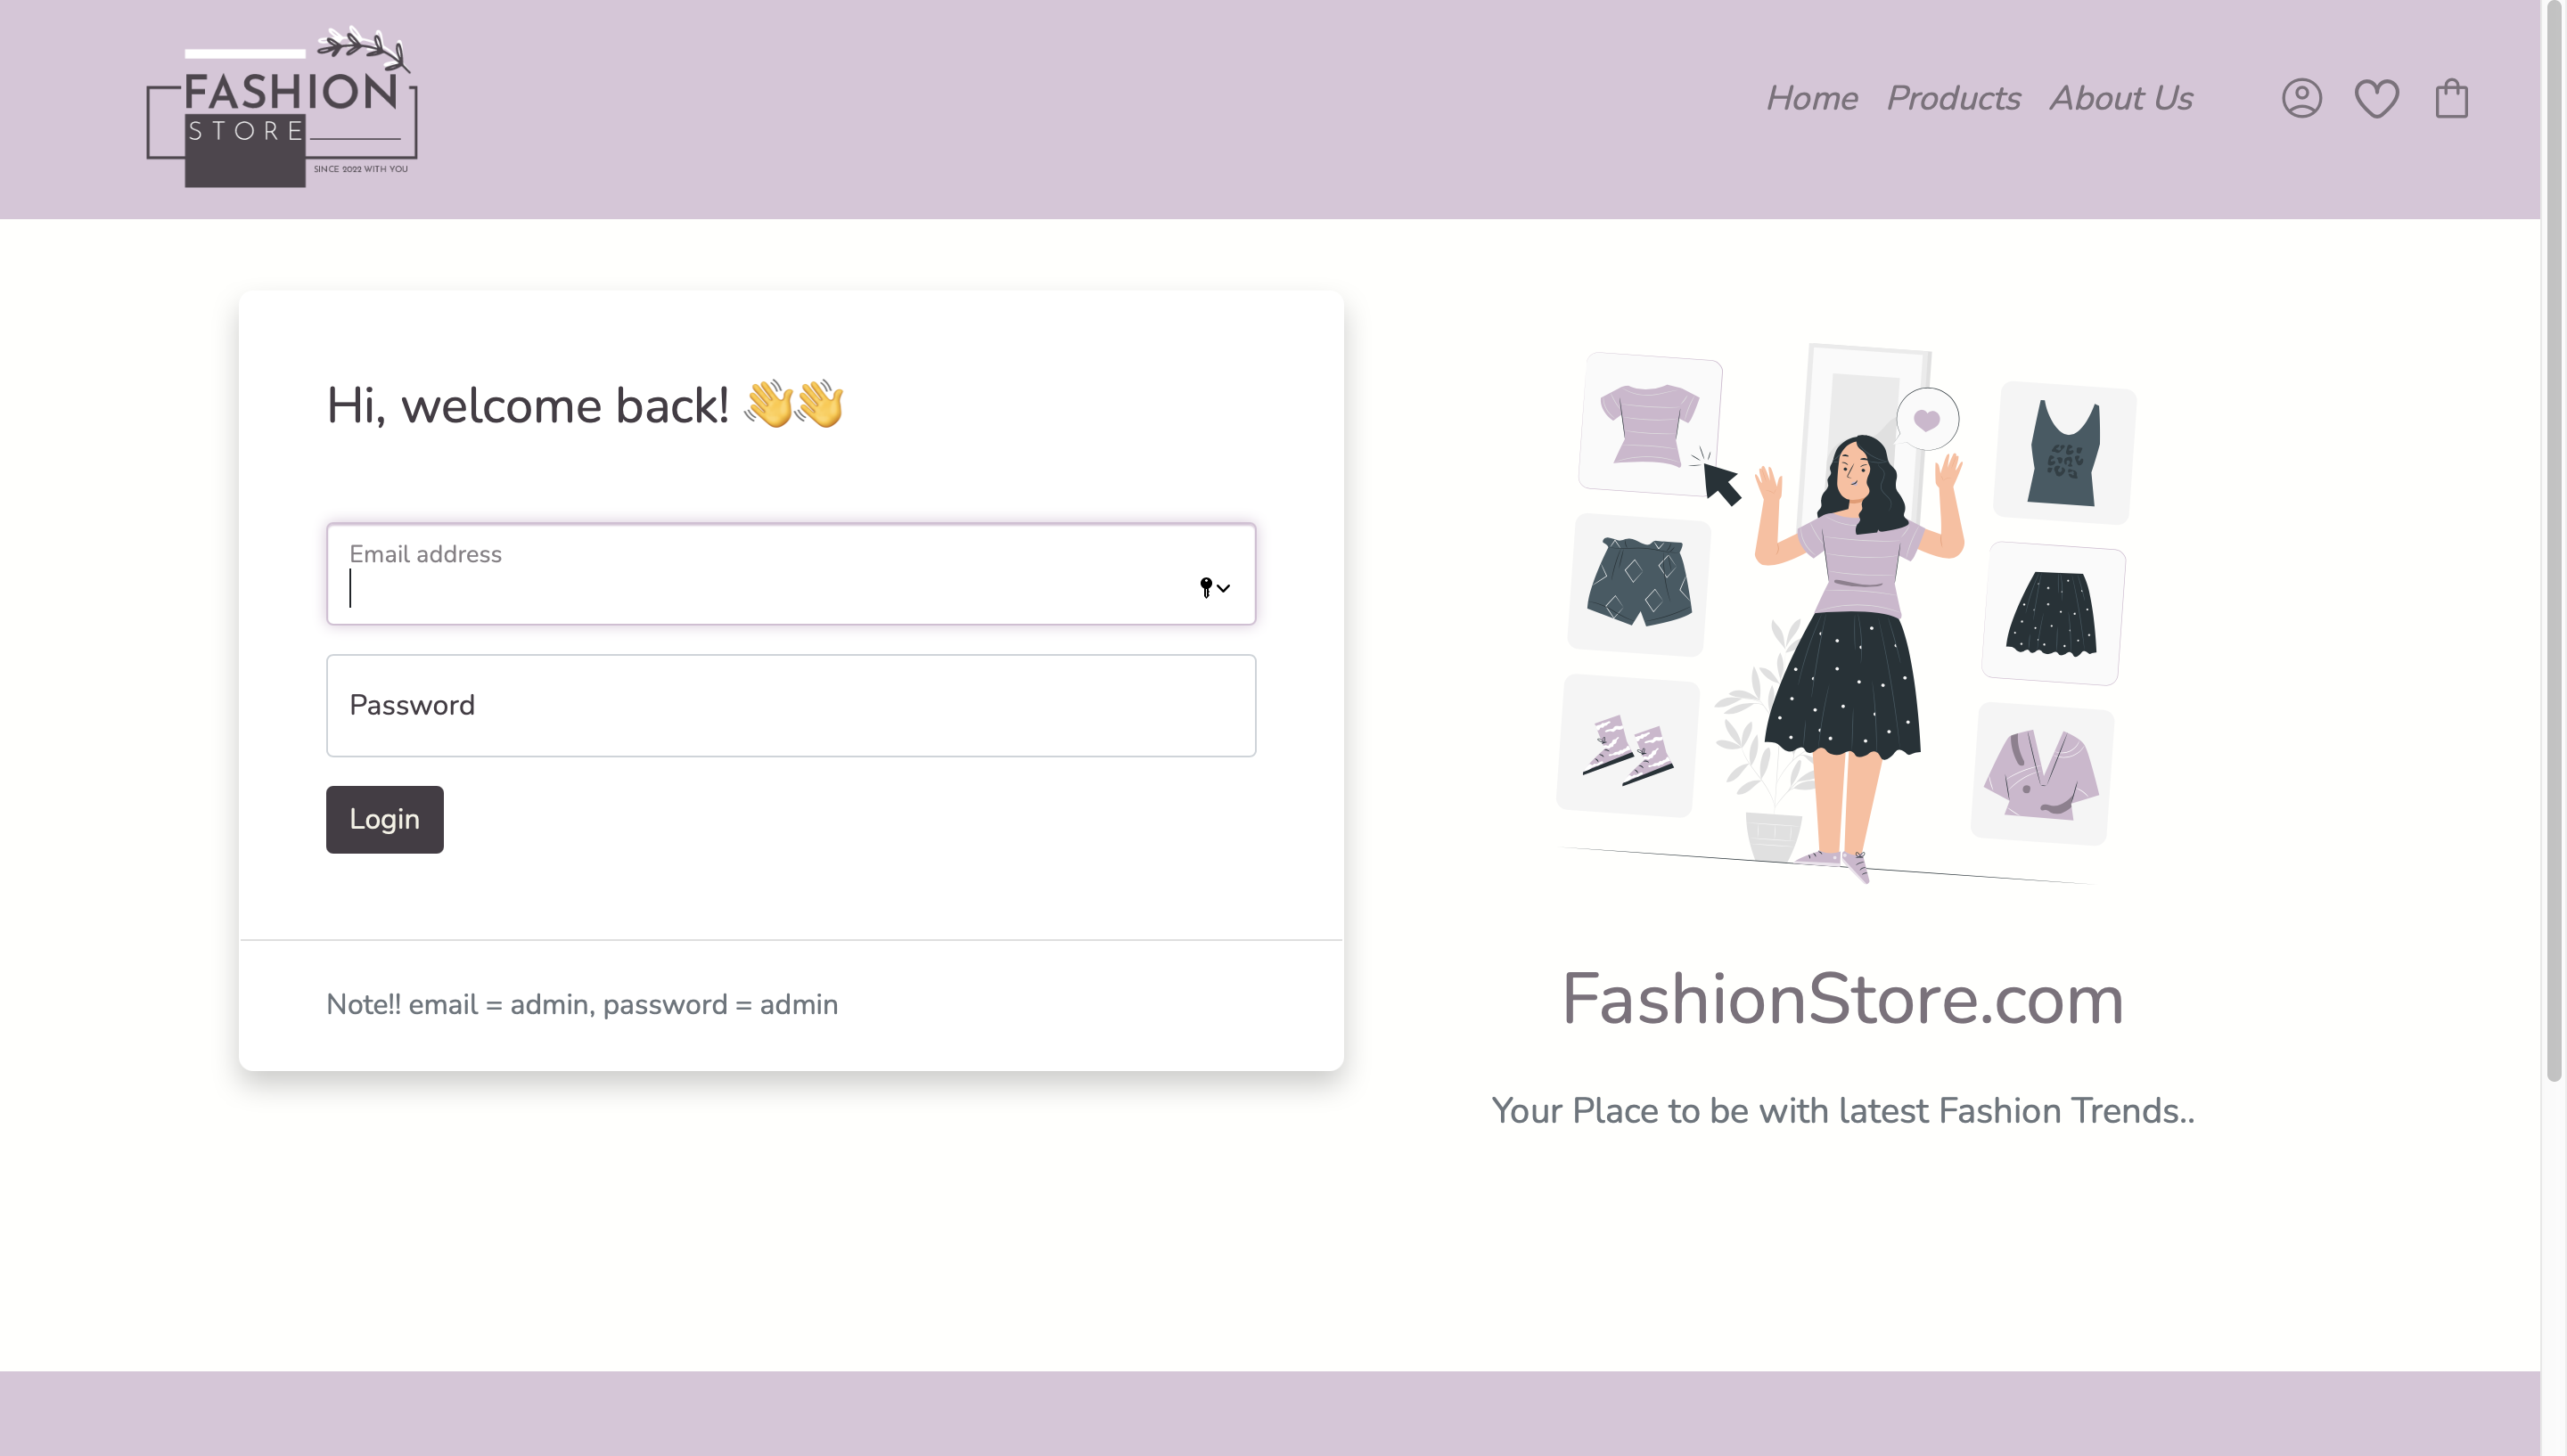 FASHION
STORE
SINCE 2022 WITH YOU
Home Products About Us
Hi, welcome back! 👋👋
Email address
Password
Login
Note!! email = admin, password = admin
FashionStore.com
Your Place to be with latest Fashion Trends..